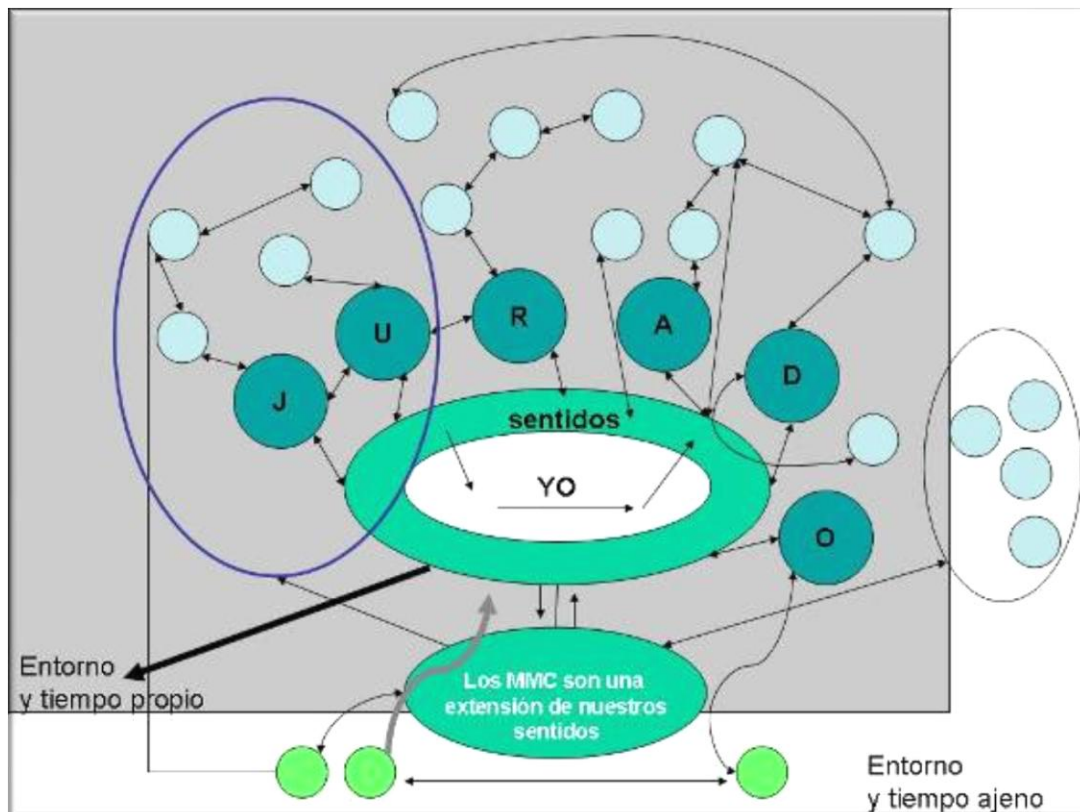 U
R
A
D
J
sentidos
YO
O
Entorno
y tiempo propio
Los MMC son una
extensión de nuestros
sentidos
Entorno
y tiempo ajeno